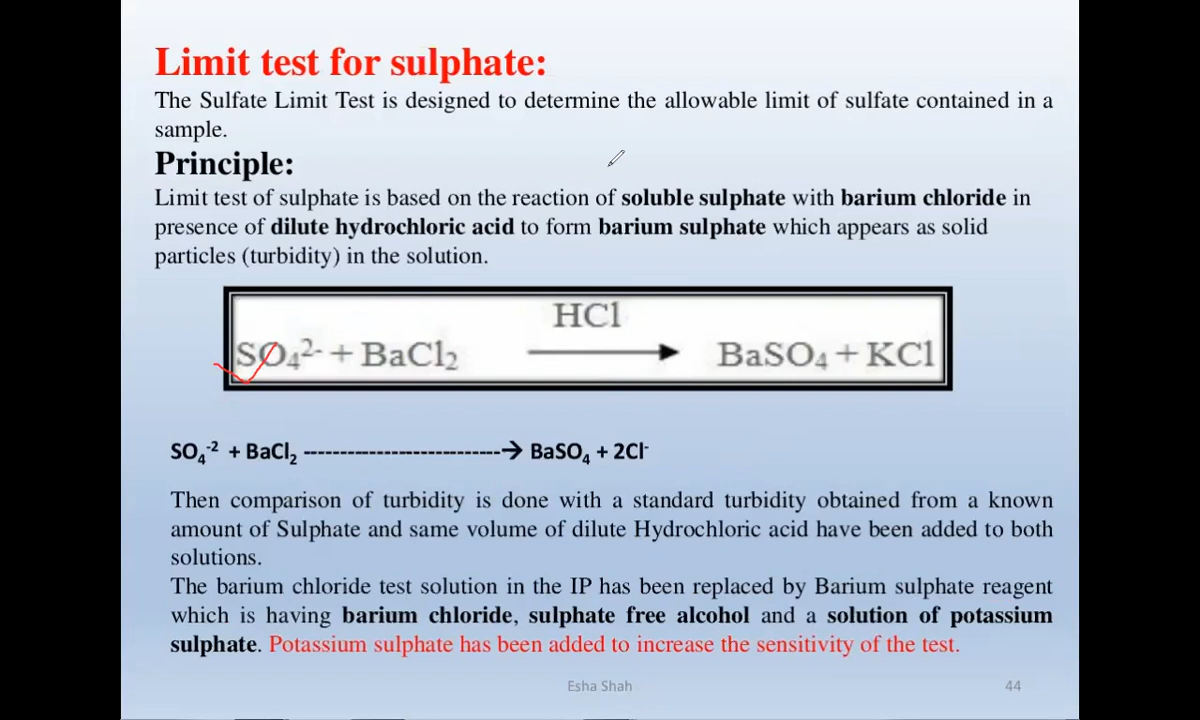 Limit test for sulphate:
The Sulfate Limit Test is designed to determine the allowable limit of sulfate contained in a
sample.
Principle:
Limit test of sulphate is based on the reaction of soluble sulphate with barium chloride in
presence of dilute hydrochloric acid to form barium sulphate which appears as solid
particles (turbidity) in the solution.
HCl
SO₄²⁻ + BaCl₂ → BaSO₄ + KCl
SO₄⁻² + BaCl₂ ---------------------------→ BaSO₄ + 2Cl⁻
Then comparison of turbidity is done with a standard turbidity obtained from a known
amount of Sulphate and same volume of dilute Hydrochloric acid have been added to both
solutions.
The barium chloride test solution in the IP has been replaced by Barium sulphate reagent
which is having barium chloride, sulphate free alcohol and a solution of potassium
sulphate. Potassium sulphate has been added to increase the sensitivity of the test.
Esha Shah
44